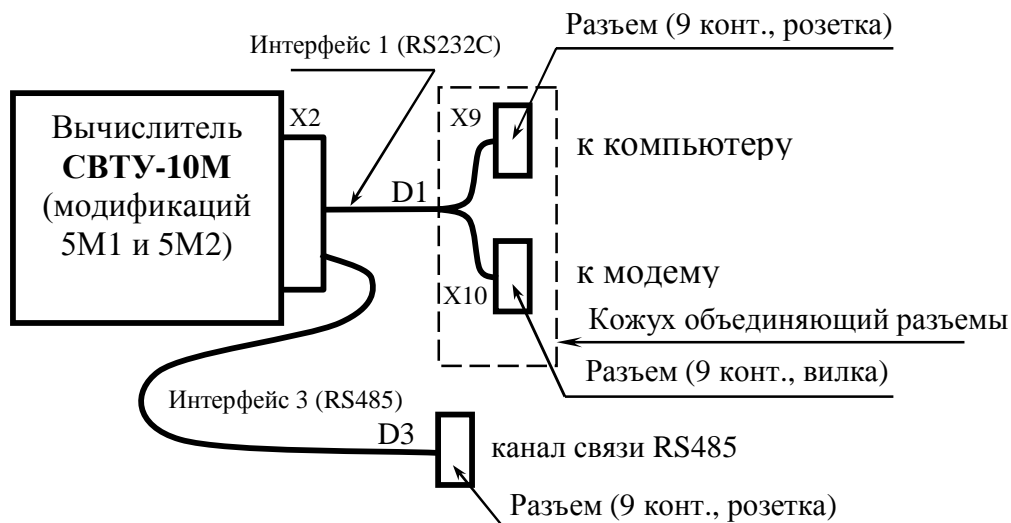 Разъем (9 конт., розетка)
Интерфейс 1 (RS232C)
Вычислитель
СВТУ-10М
(модификаций
5М1 и 5М2)
X2
X9
к компьютеру
D1
X10
к модему
Кожух объединяющий разъемы
Разъем (9 конт., вилка)
Интерфейс 3 (RS485)
D3
канал связи RS485
Разъем (9 конт., розетка)